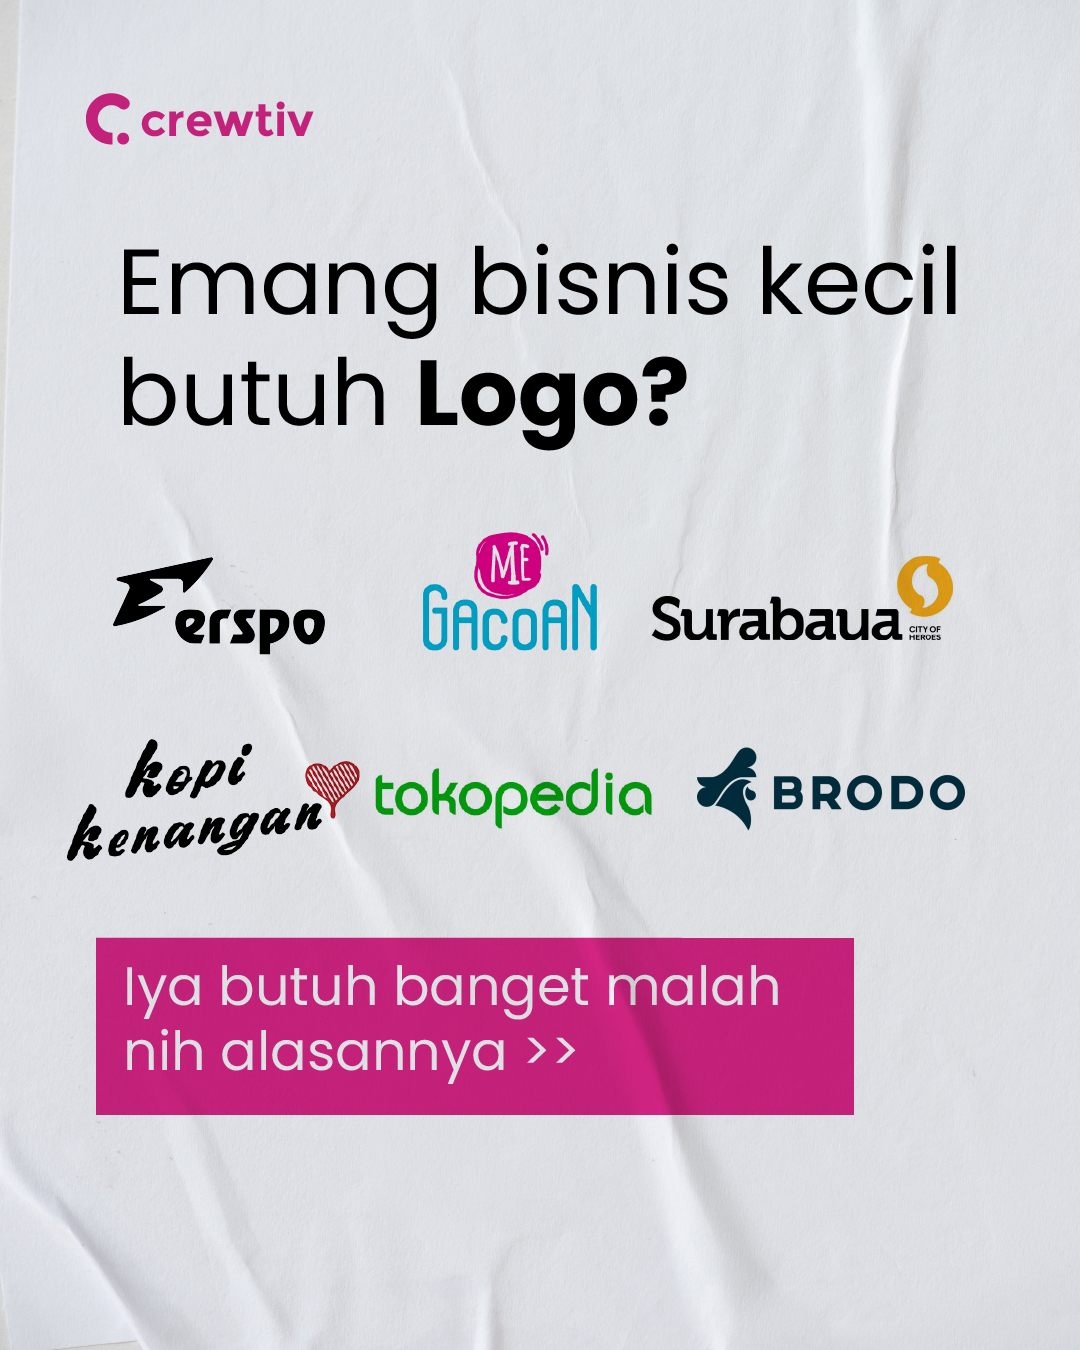 crewtiv
Emang bisnis kecil
butuh Logo?
erspo
ME
GACOAN
Surabaua
CITY OF
HEROES
kopi
kenangan
tokopedia
BRODO
Iya butuh banget malah
nih alasannya >>